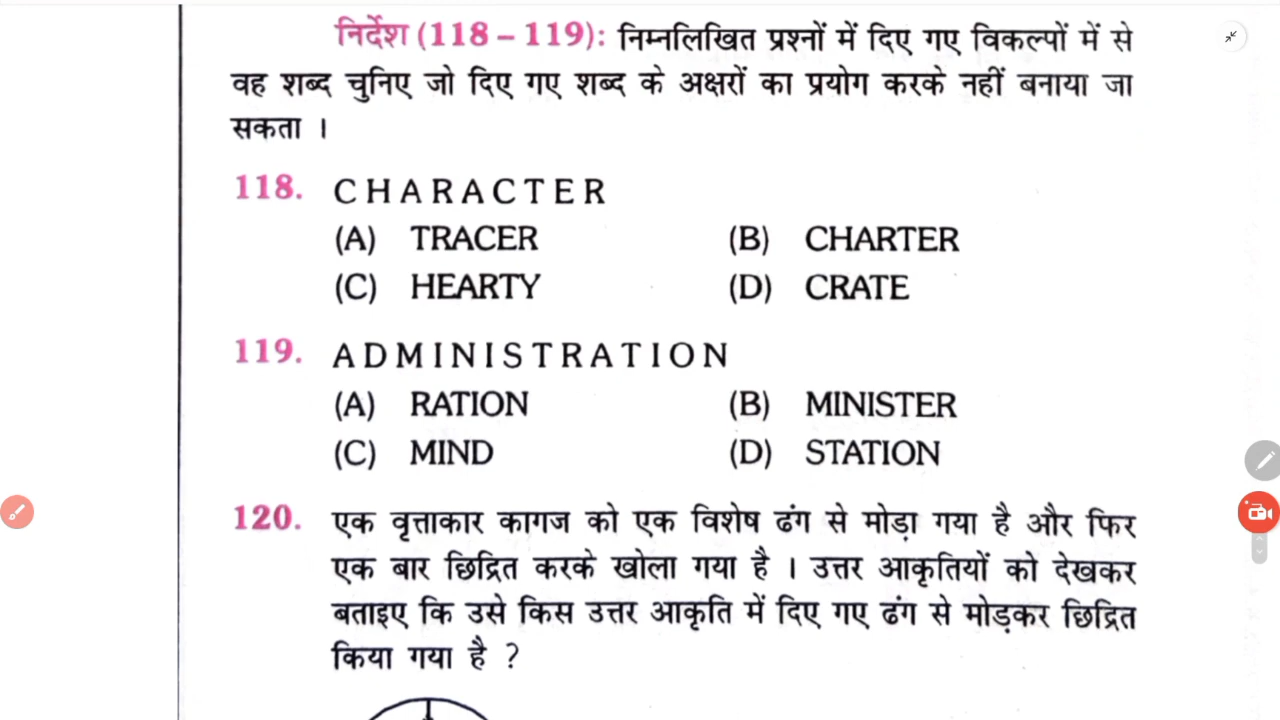 निर्देश (118 – 119): निम्नलिखित प्रश्नों में दिए गए विकल्पों में से
वह शब्द चुनिए जो दिए गए शब्द के अक्षरों का प्रयोग करके नहीं बनाया जा
सकता ।
118. CHARACTER
(A) TRACER (B) CHARTER
(C) HEARTY (D) CRATE
119. ADMINISTRATION
(A) RATION (B) MINISTER
(C) MIND (D) STATION
120. एक वृत्ताकार कागज को एक विशेष ढंग से मोड़ा गया है और फिर
एक बार छिद्रित करके खोला गया है । उत्तर आकृतियों को देखकर
बताइए कि उसे किस उत्तर आकृति में दिए गए ढंग से मोड़कर छिद्रित
किया गया है ?